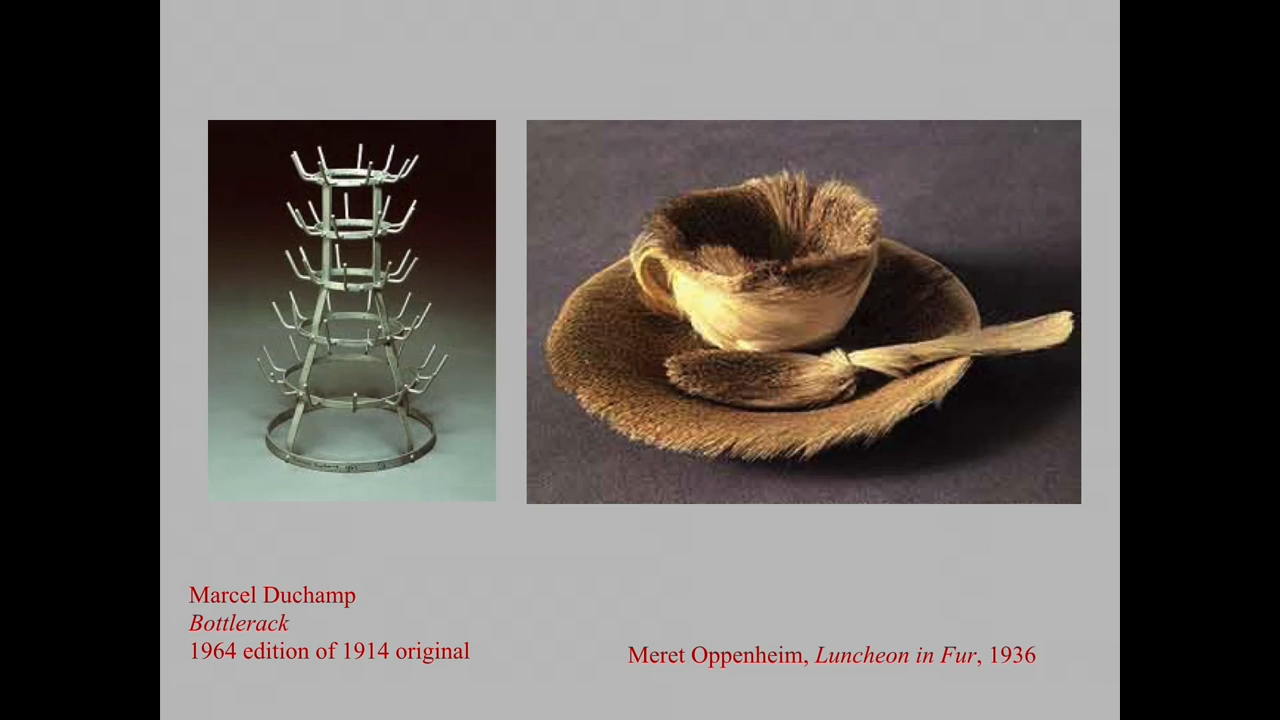 Marcel Duchamp
Bottlerack
1964 edition of 1914 original
Meret Oppenheim, Luncheon in Fur, 1936